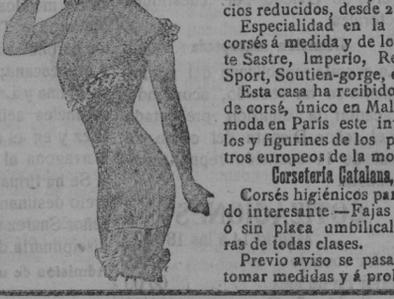 cios reducidos, desde 2
Especialidad en la
corsés á medida y de lo
te Sastre, Imperio, Re
Sport, Soutien-gorge, e
Esta casa ha recibido
de corsé, único en Mal
moda en París este in
los y figurines de los p
tros europeos de la mo
Corsetería Catalana,
Corsés higiénicos par
do interesante —Fajas
ó sin placa umbilical
ras de todas clases.
Previo aviso se pasa
tomar medidas y á prob